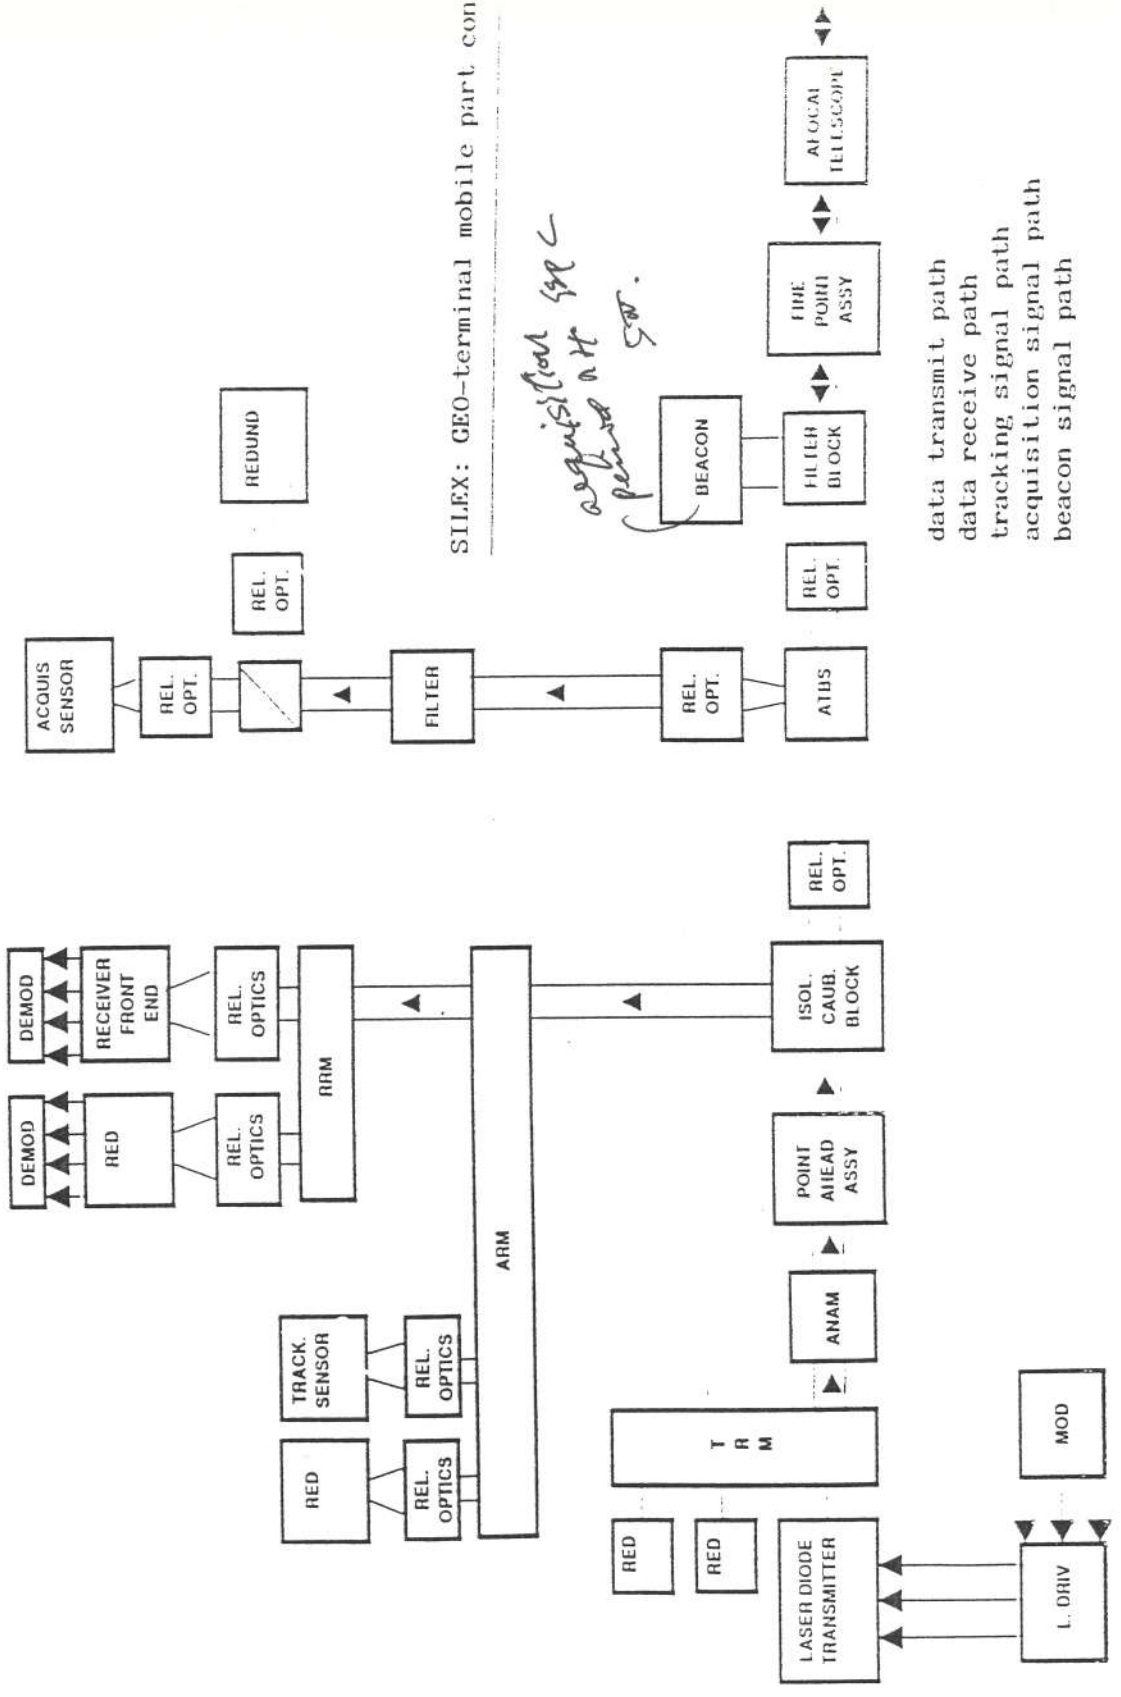 SILEX: GEO-terminal mobile part con
ACQUIS
SENSOR
REL.
OPT.
REL.
OPT.
REDUND
FILTER
REL.
OPT.
ATBS
REL.
OPT.
BEACON
FILTER
BLOCK
FINE
POINT
ASSY
AFOCAL
TELESCOPE
acquisition
DEMOD
RECEIVER
FRONT
END
REL.
OPTICS
DEMOD
RED
REL.
OPTICS
RRM
TRACK.
SENSOR
REL.
OPTICS
RED
REL.
OPTICS
ARM
ISOL.
CAUB.
BLOCK
REL.
OPT.
POINT
AHEAD
ASSY
ANAM
T
R
M
RED
RED
LASER DIODE
TRANSMITTER
L. DRIV
MOD
data transmit path
data receive path
tracking signal path
acquisition signal path
beacon signal path